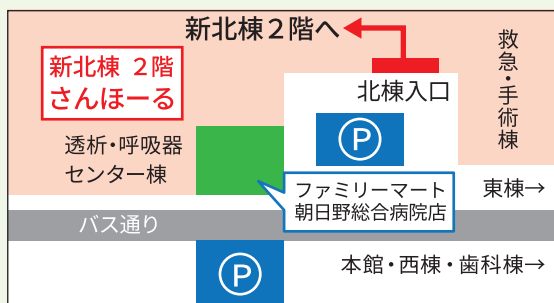 新北棟2階へ
新北棟 2階
さんほーる
救急・手術棟
北棟入口
P
透析・呼吸器
センター棟
ファミリーマート
朝日野総合病院店
東棟→
バス通り
P
本館・西棟・歯科棟→